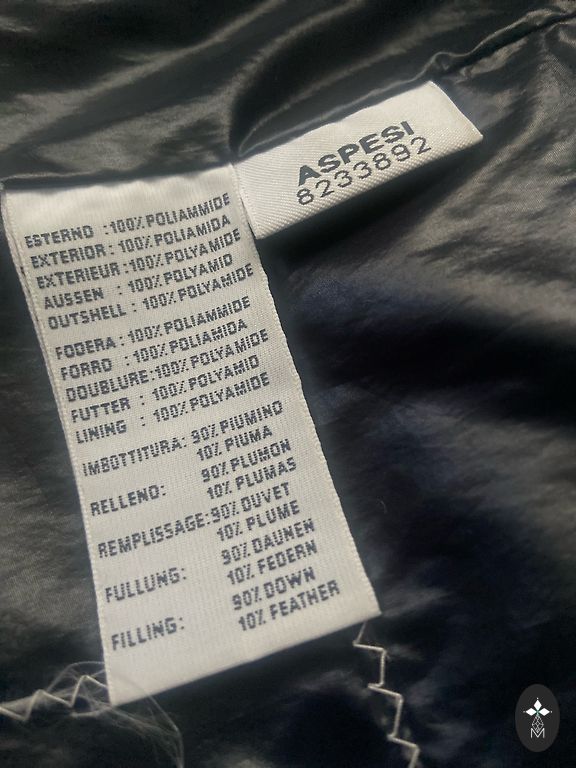 ASPESI
8233892
ESTERNO :100% POLIAMMIDE
EXTERIOR : 100% POLIAMIDA
EXTERIEUR : 100% POLYAMIDE
AUSSEN : 100% POLYAMID
OUTSHELL : 100% POLYAMIDE
FODERA : 100% POLIAMMIDE
FORRO : 100% POLIAMIDA
DOUBLURE:100% POLYAMIDE
FUTTER : 100% POLYAMID
LINING : 100% POLYAMIDE
IMBOTTITURA: 90% PIUMINO
10% PIUMA
RELLENO: 90% PLUMON
10% PLUMAS
REMPLISSAGE:90% DUVET
10% PLUME
FULLUNG: 90% DAUNEN
10% FEDERN
FILLING: 90% DOWN
10% FEATHER
M